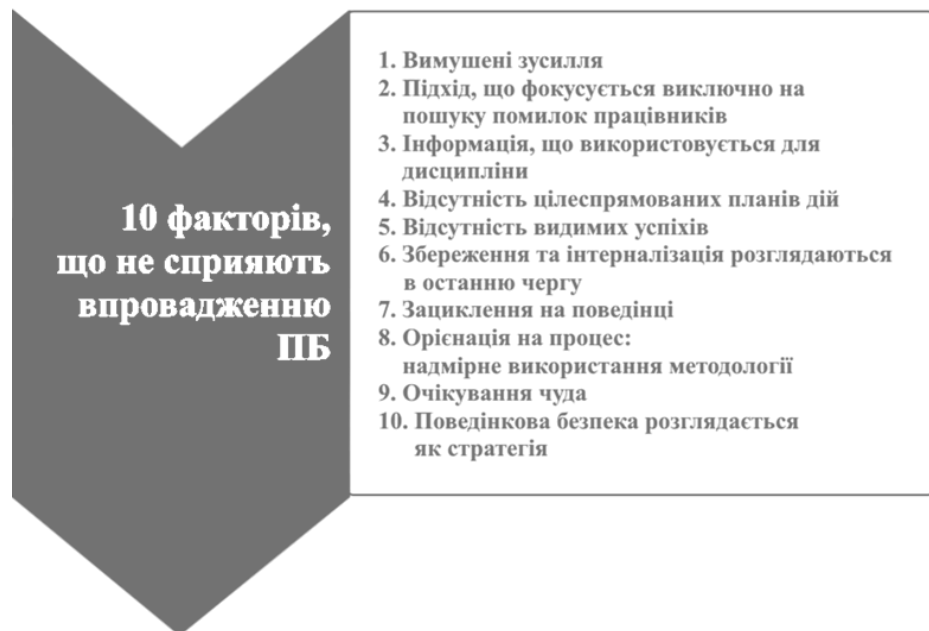 10 факторів,
що не сприяють
впровадженню
ПБ
1. Вимушені зусилля
2. Підхід, що фокусується виключно на
пошуку помилок працівників
3. Інформація, що використовується для
дисципліни
4. Відсутність цілеспрямованих планів дій
5. Відсутність видимих успіхів
6. Збереження та інтерналізація розглядаються
в останню чергу
7. Зациклення на поведінці
8. Орієнація на процес:
надмірне використання методології
9. Очікування чуда
10. Поведінкова безпека розглядається
як стратегія